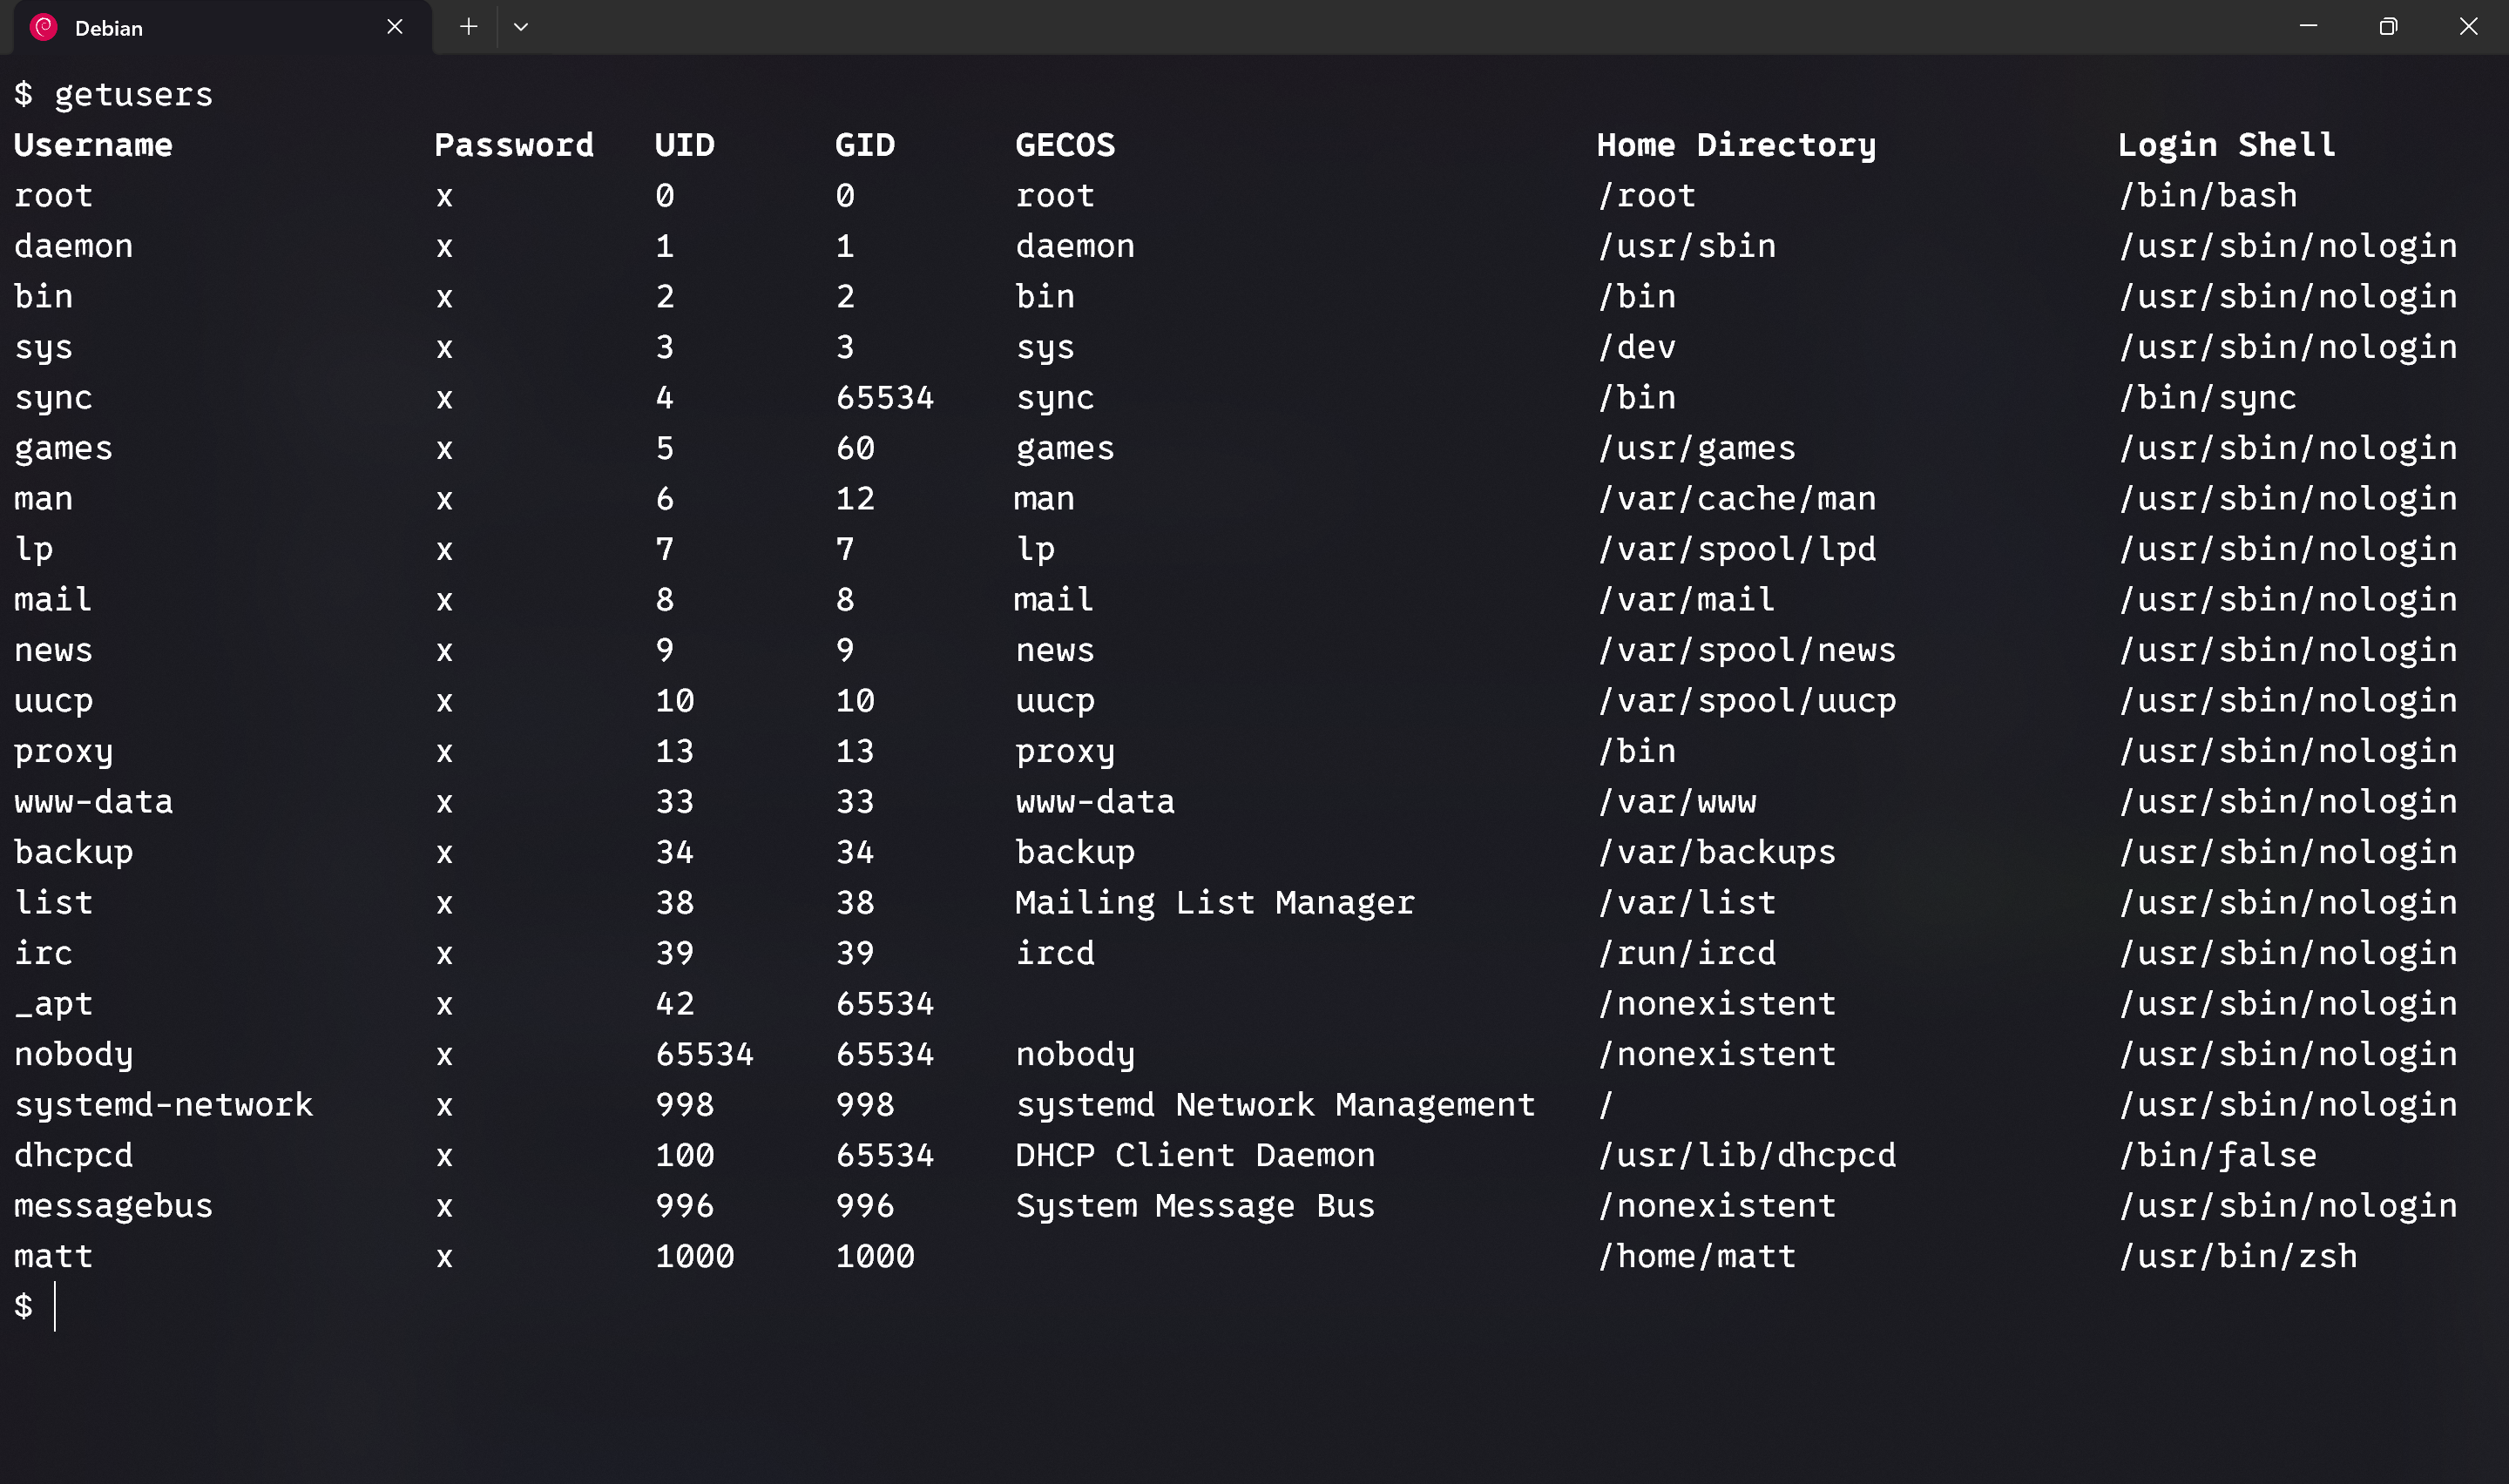 Debian
$ getusers
Username Password UID GID GECOS Home Directory Login Shell
root x 0 0 root /root /bin/bash
daemon x 1 1 daemon /usr/sbin /usr/sbin/nologin
bin x 2 2 bin /bin /usr/sbin/nologin
sys x 3 3 sys /dev /usr/sbin/nologin
sync x 4 65534 sync /bin /bin/sync
games x 5 60 games /usr/games /usr/sbin/nologin
man x 6 12 man /var/cache/man /usr/sbin/nologin
lp x 7 7 lp /var/spool/lpd /usr/sbin/nologin
mail x 8 8 mail /var/mail /usr/sbin/nologin
news x 9 9 news /var/spool/news /usr/sbin/nologin
uucp x 10 10 uucp /var/spool/uucp /usr/sbin/nologin
proxy x 13 13 proxy /bin /usr/sbin/nologin
www-data x 33 33 www-data /var/www /usr/sbin/nologin
backup x 34 34 backup /var/backups /usr/sbin/nologin
list x 38 38 Mailing List Manager /var/list /usr/sbin/nologin
irc x 39 39 ircd /run/ircd /usr/sbin/nologin
_apt x 42 65534 /nonexistent /usr/sbin/nologin
nobody x 65534 65534 nobody /nonexistent /usr/sbin/nologin
systemd-network x 998 998 systemd Network Management / /usr/sbin/nologin
dhcpcd x 100 65534 DHCP Client Daemon /usr/lib/dhcpcd /bin/false
messagebus x 996 996 System Message Bus /nonexistent /usr/sbin/nologin
matt x 1000 1000 /home/matt /usr/bin/zsh
$